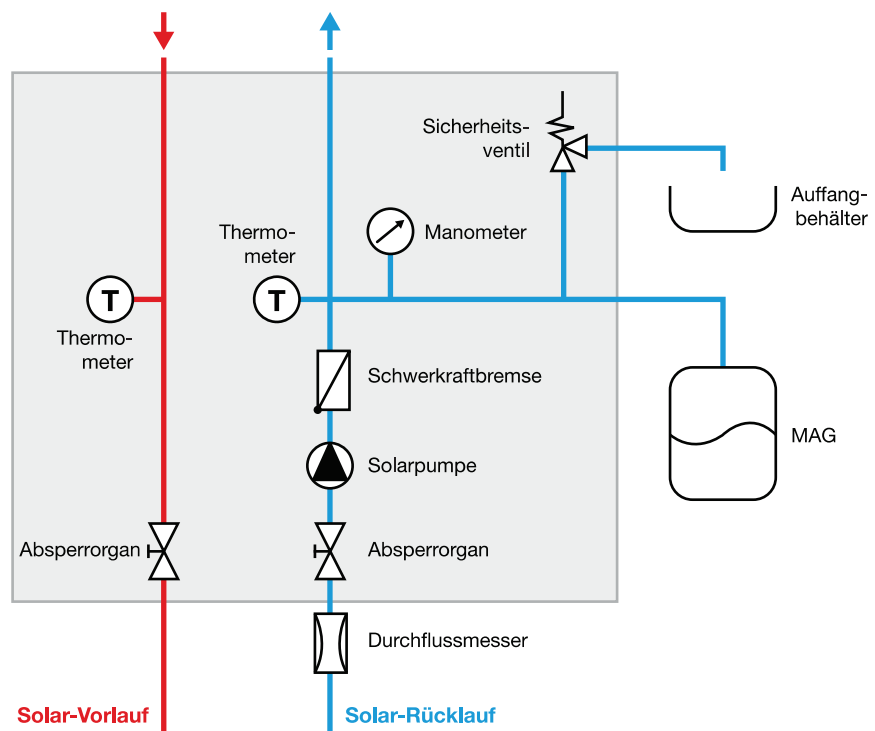 Sicherheits-
ventil
Auffang-
behälter
Thermo-
meter
T
Manometer
T
Thermo-
meter
Schwerkraftbremse
MAG
Solarpumpe
Absperrorgan
Absperrorgan
Durchflussmesser
Solar-Vorlauf
Solar-Rücklauf